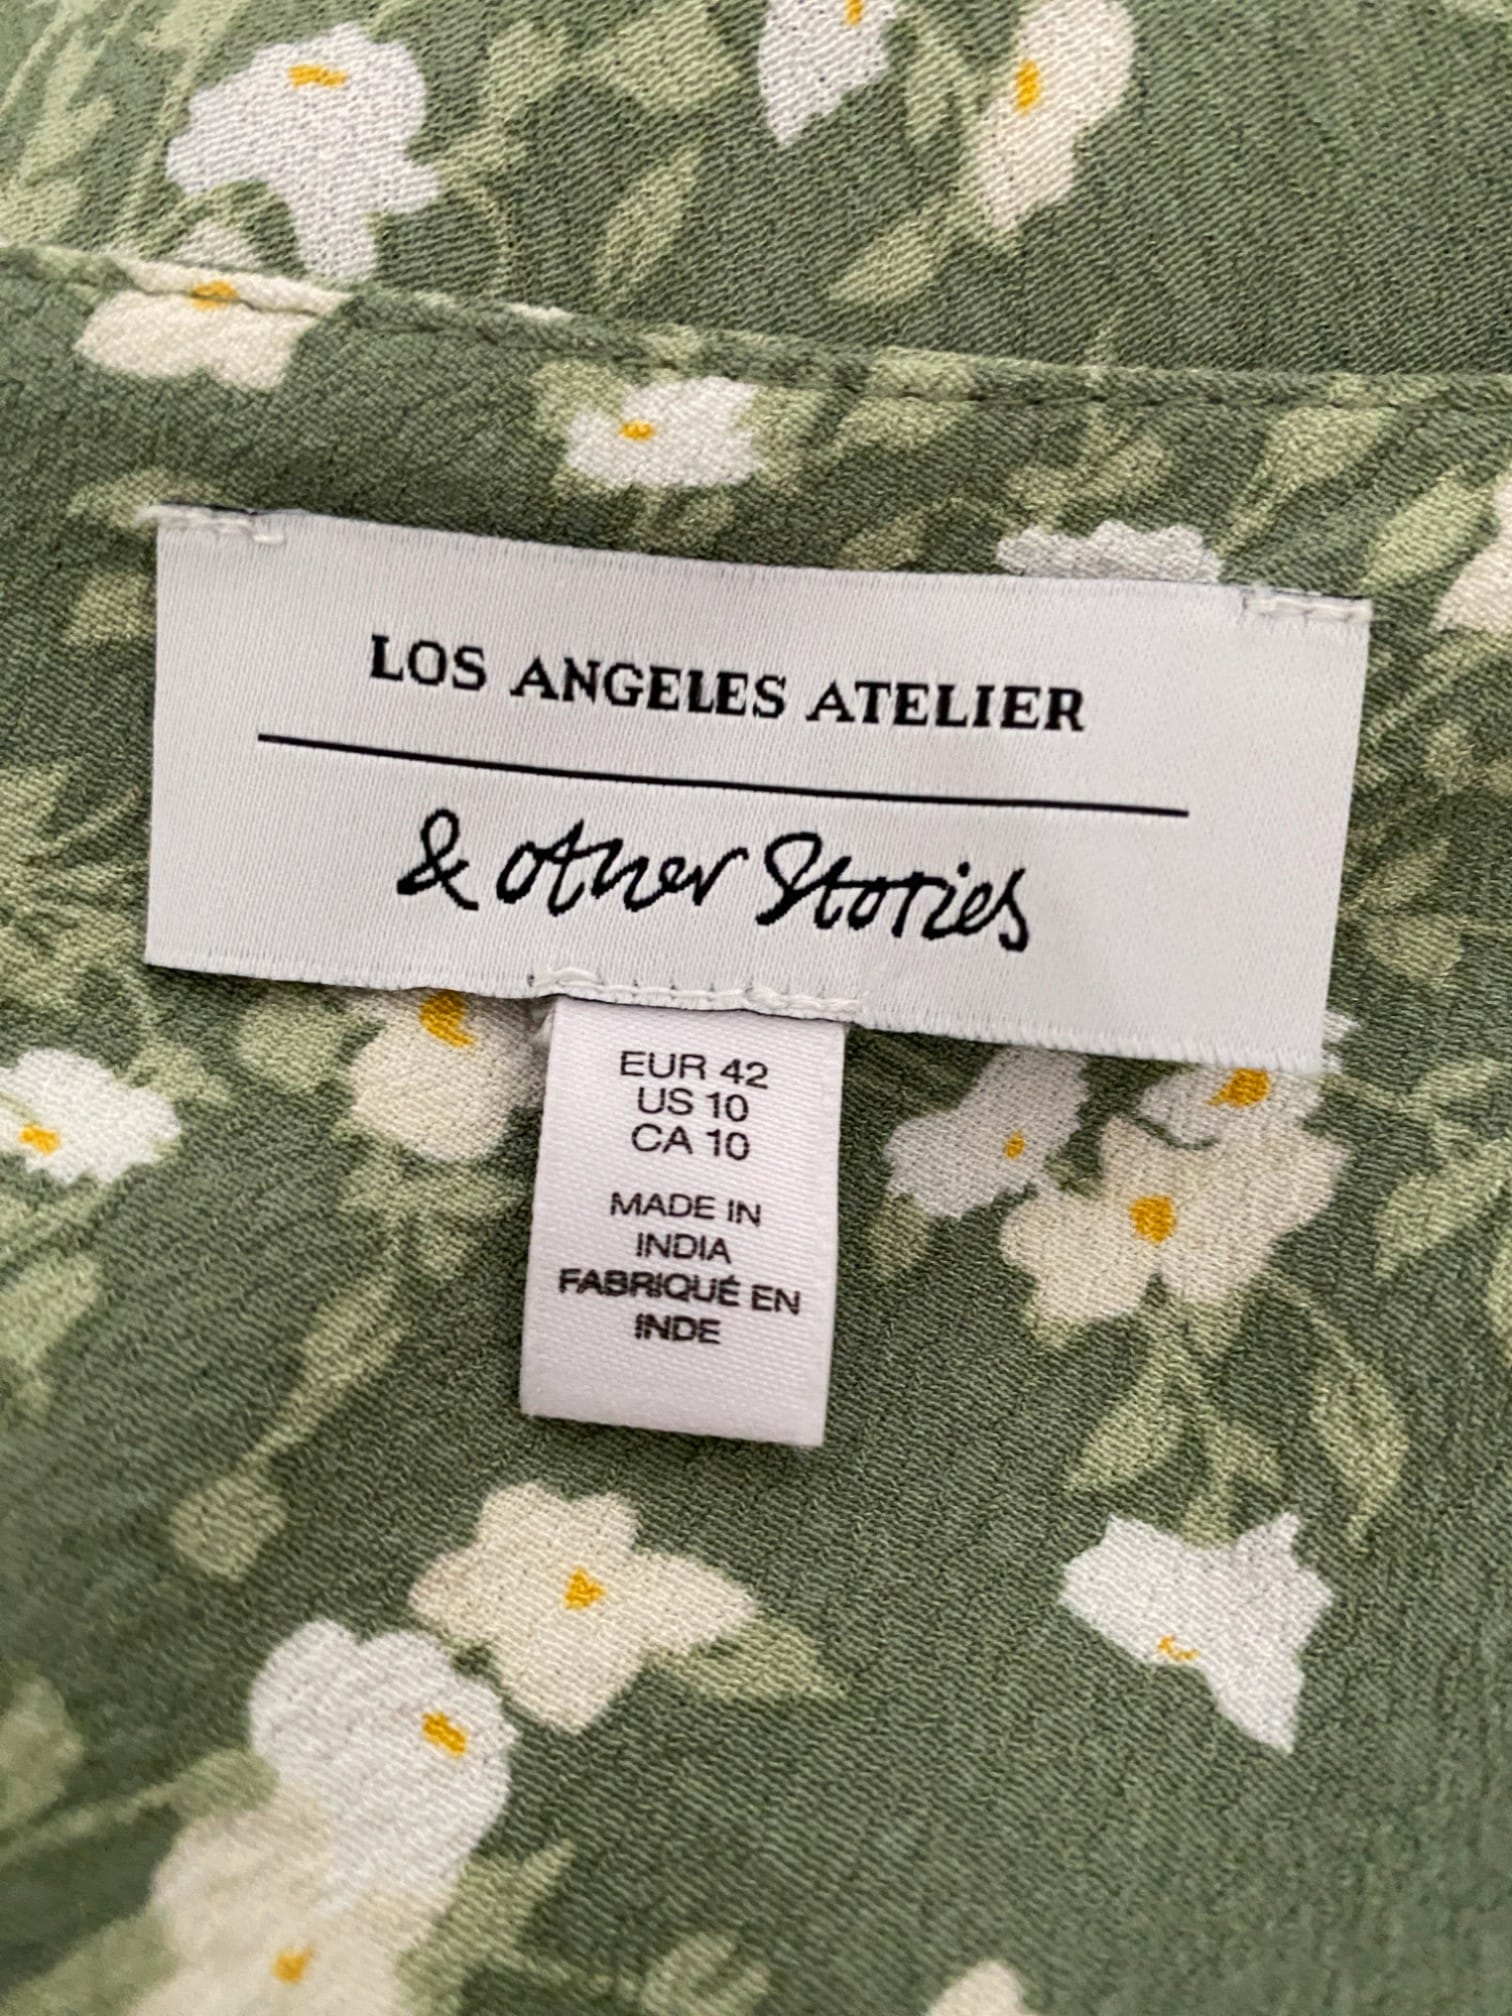 LOS ANGELES ATELIER
& other Stories
EUR 42
US 10
CA 10
MADE IN
INDIA
FABRIQUÉ EN
INDE